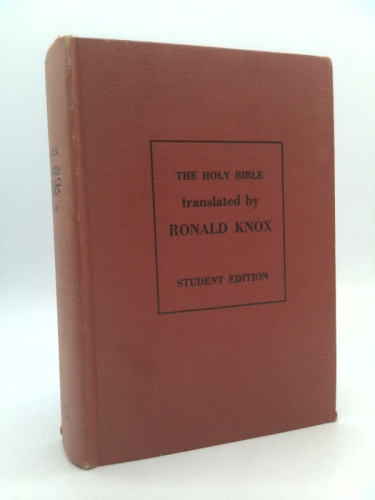 THE HOLY BIBLE
translated by
RONALD KNOX
STUDENT EDITION